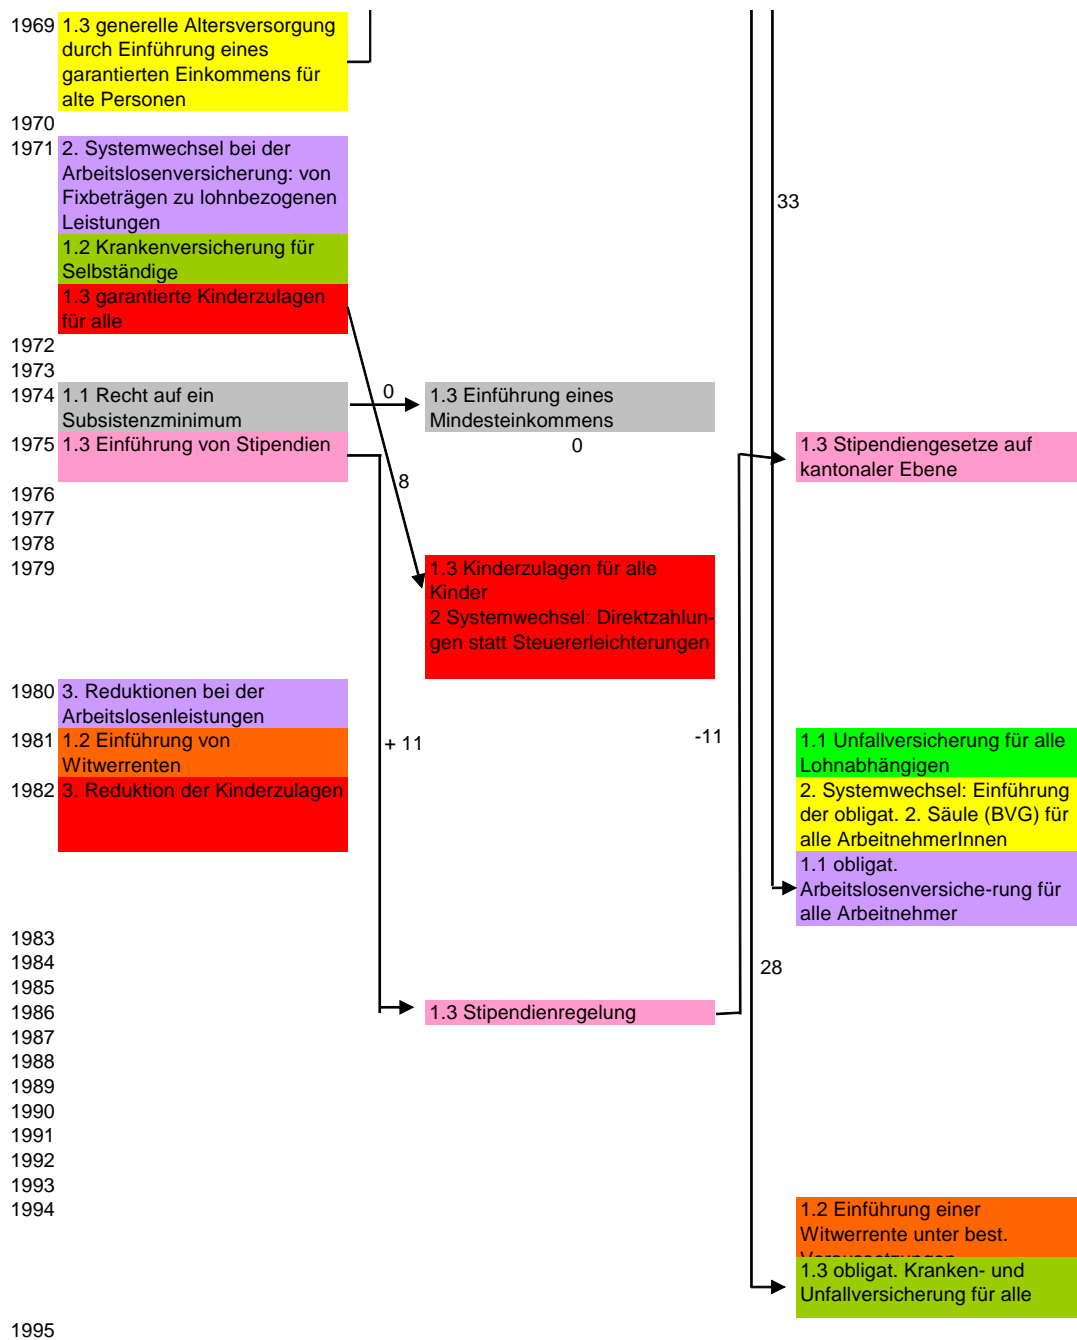 1969
1.3 generelle Altersversorgung
durch Einführung eines
garantierten Einkommens für
alte Personen
1970
1971
2. Systemwechsel bei der
Arbeitslosenversicherung: von
Fixbeträgen zu lohnbezogenen
Leistungen
33
1.2 Krankenversicherung für
Selbständige
1.3 garantierte Kinderzulagen
für alle
1972
1973
1974
1.1 Recht auf ein
Subsistenzminimum
0
1.3 Einführung eines
Mindesteinkommens
1975
1.3 Einführung von Stipendien
0
1.3 Stipendiengesetze auf
kantonaler Ebene
8
1976
1977
1978
1979
1.3 Kinderzulagen für alle
Kinder
2 Systemwechsel: Direktzahlun-
gen statt Steuererleichterungen
1980
3. Reduktionen bei der
Arbeitslosenleistungen
1981
1.2 Einführung von
Witwerrenten
+ 11
-11
1.1 Unfallversicherung für alle
Lohnabhängigen
1982
3. Reduktion der Kinderzulagen
2. Systemwechsel: Einführung
der obligat. 2. Säule (BVG) für
alle ArbeitnehmerInnen
1.1 obligat.
Arbeitslosenversiche-rung für
alle Arbeitnehmer
1983
1984
28
1985
1986
1.3 Stipendienregelung
1987
1988
1989
1990
1991
1992
1993
1994
1.2 Einführung einer
Witwerrente unter best.
1.3 obligat. Kranken- und
Unfallversicherung für alle
1995